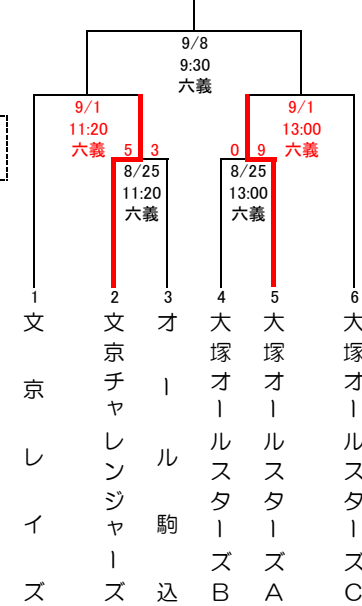 9/8
9:30
六義
9/1
11:20
六義
9/1
13:00
六義
5 3
8/25
11:20
六義
0 9
8/25
13:00
六義
1
文京レイズ
2
文京チャレンジャーズ
3
オール駒込
4
大塚オールスターズB
5
大塚オールスターズA
6
大塚オールスターズC